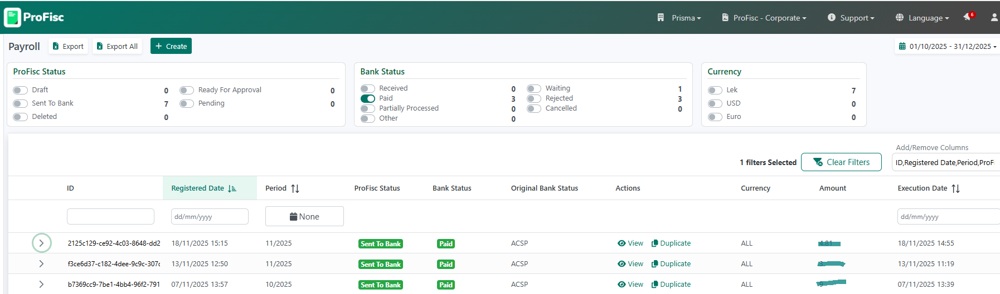 ProFisc
Prisma
ProFisc - Corporate
Support
Language
6
Payroll
Export
Export All
+ Create
01/10/2025 - 31/12/2025
ProFisc Status
Draft 0
Ready For Approval 0
Sent To Bank 7
Pending 0
Deleted 0
Bank Status
Received 0
Waiting 1
Paid 3
Rejected 3
Partially Processed 0
Cancelled 0
Other 0
Currency
Lek 7
USD 0
Euro 0
Add/Remove Columns
1 filters Selected
Clear Filters
ID,Registered Date,Period,ProFi
ID Registered Date Period ProFisc Status Bank Status Original Bank Status Actions Currency Amount Execution Date
dd/mm/yyyy None dd/mm/yyyy
2125c129-ce92-4c03-8648-dd2 18/11/2025 15:15 11/2025 Sent To Bank Paid ACSP View Duplicate ALL 18/11/2025 14:55
f3ce6d37-c182-4dee-9c9c-307c 13/11/2025 12:50 11/2025 Sent To Bank Paid ACSP View Duplicate ALL 13/11/2025 11:19
b7369cc9-7be1-4bb4-96f2-791 07/11/2025 13:57 10/2025 Sent To Bank Paid ACSP View Duplicate ALL 07/11/2025 13:39